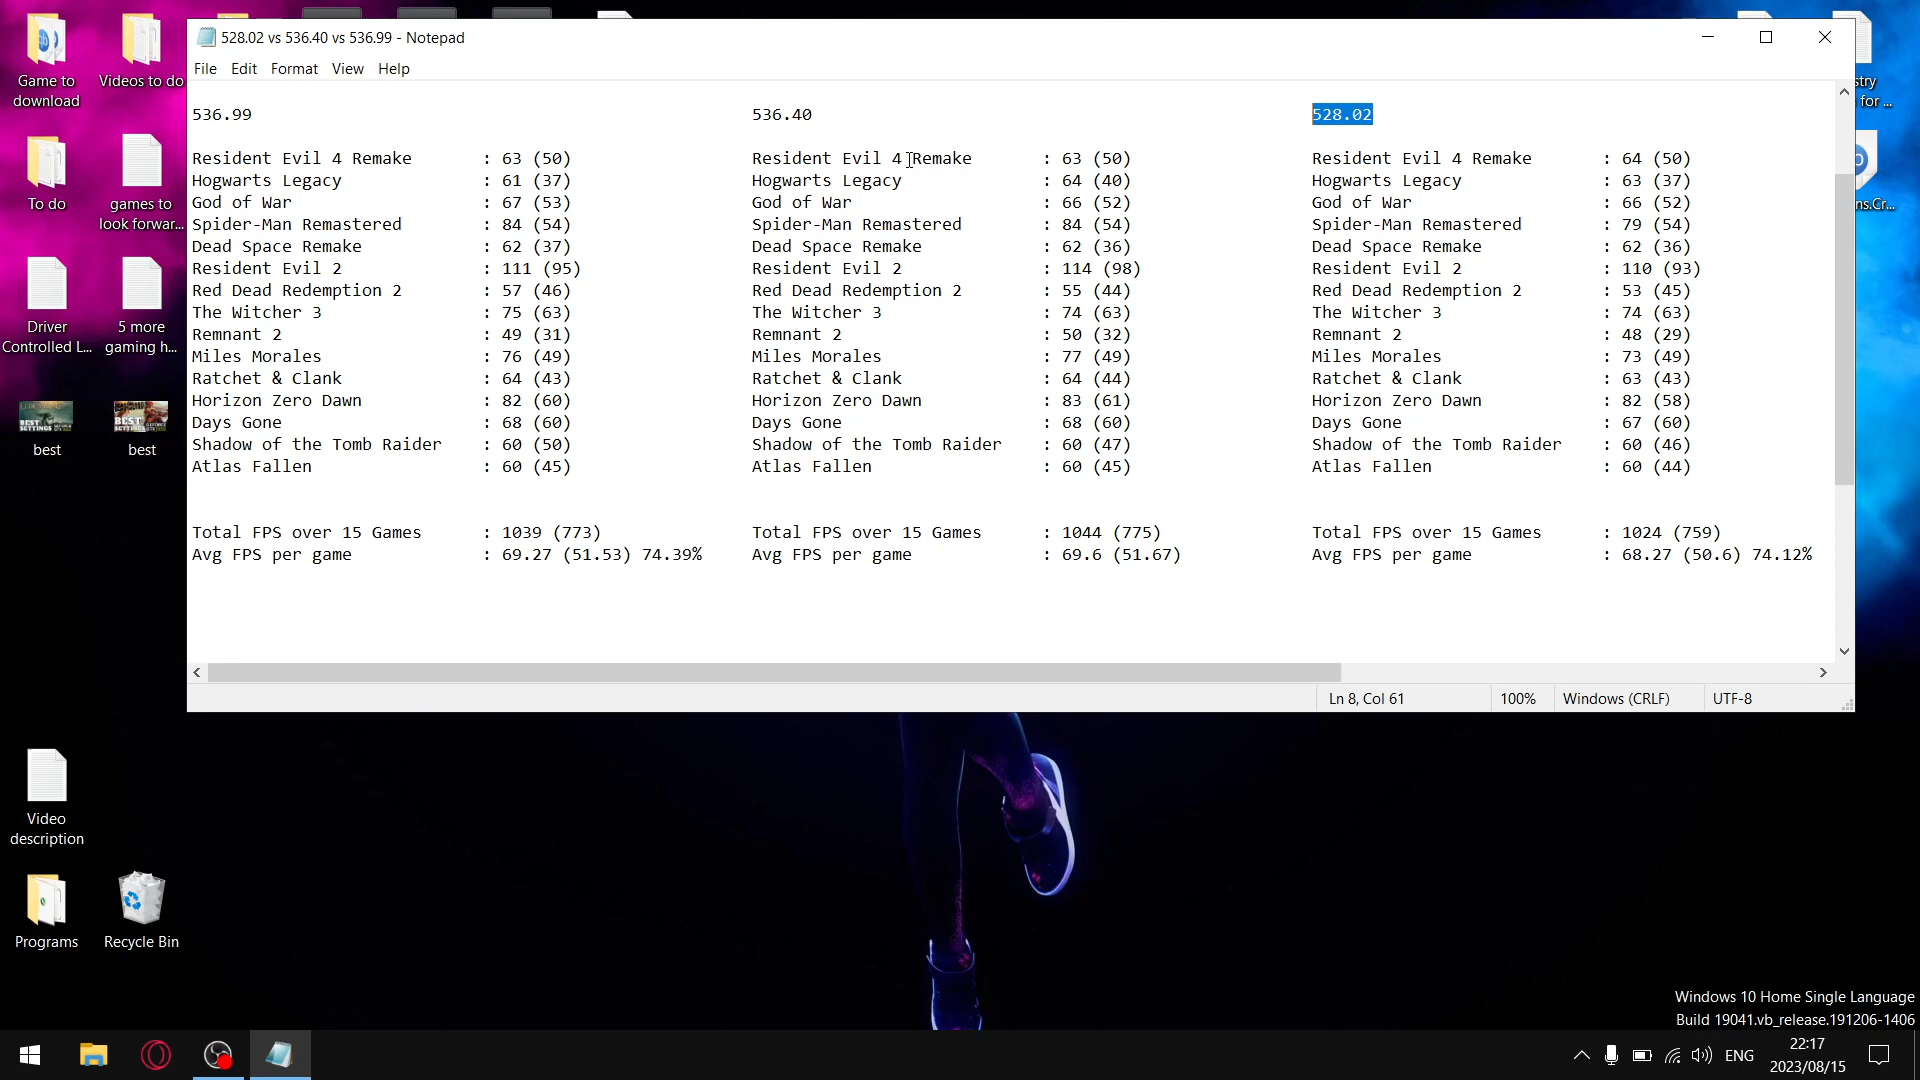 528.02 vs 536.40 vs 536.99 - Notepad
File Edit Format View Help
536.99 536.40 528.02
Resident Evil 4 Remake : 63 (50) Resident Evil 4 Remake : 63 (50) Resident Evil 4 Remake : 64 (50)
Hogwarts Legacy : 61 (37) Hogwarts Legacy : 64 (40) Hogwarts Legacy : 63 (37)
God of War : 67 (53) God of War : 66 (52) God of War : 66 (52)
Spider-Man Remastered : 84 (54) Spider-Man Remastered : 84 (54) Spider-Man Remastered : 79 (54)
Dead Space Remake : 62 (37) Dead Space Remake : 62 (36) Dead Space Remake : 62 (36)
Resident Evil 2 : 111 (95) Resident Evil 2 : 114 (98) Resident Evil 2 : 110 (93)
Red Dead Redemption 2 : 57 (46) Red Dead Redemption 2 : 55 (44) Red Dead Redemption 2 : 53 (45)
The Witcher 3 : 75 (63) The Witcher 3 : 74 (63) The Witcher 3 : 74 (63)
Remnant 2 : 49 (31) Remnant 2 : 50 (32) Remnant 2 : 48 (29)
Miles Morales : 76 (49) Miles Morales : 77 (49) Miles Morales : 73 (49)
Ratchet & Clank : 64 (43) Ratchet & Clank : 64 (44) Ratchet & Clank : 63 (43)
Horizon Zero Dawn : 82 (60) Horizon Zero Dawn : 83 (61) Horizon Zero Dawn : 82 (58)
Days Gone : 68 (60) Days Gone : 68 (60) Days Gone : 67 (60)
Shadow of the Tomb Raider : 60 (50) Shadow of the Tomb Raider : 60 (47) Shadow of the Tomb Raider : 60 (46)
Atlas Fallen : 60 (45) Atlas Fallen : 60 (45) Atlas Fallen : 60 (44)
Total FPS over 15 Games : 1039 (773) Total FPS over 15 Games : 1044 (775) Total FPS over 15 Games : 1024 (759)
Avg FPS per game : 69.27 (51.53) 74.39% Avg FPS per game : 69.6 (51.67) Avg FPS per game : 68.27 (50.6) 74.12%
Ln 8, Col 61 100% Windows (CRLF) UTF-8
Game to
download
Videos to do
To do
games to
look forwar...
Driver
Controlled L...
5 more
gaming h...
best
best
Video
description
Programs
Recycle Bin
stry
for ...
ns.Cr...
Windows 10 Home Single Language
Build 19041.vb_release.191206-1406
ENG
22:17
2023/08/15